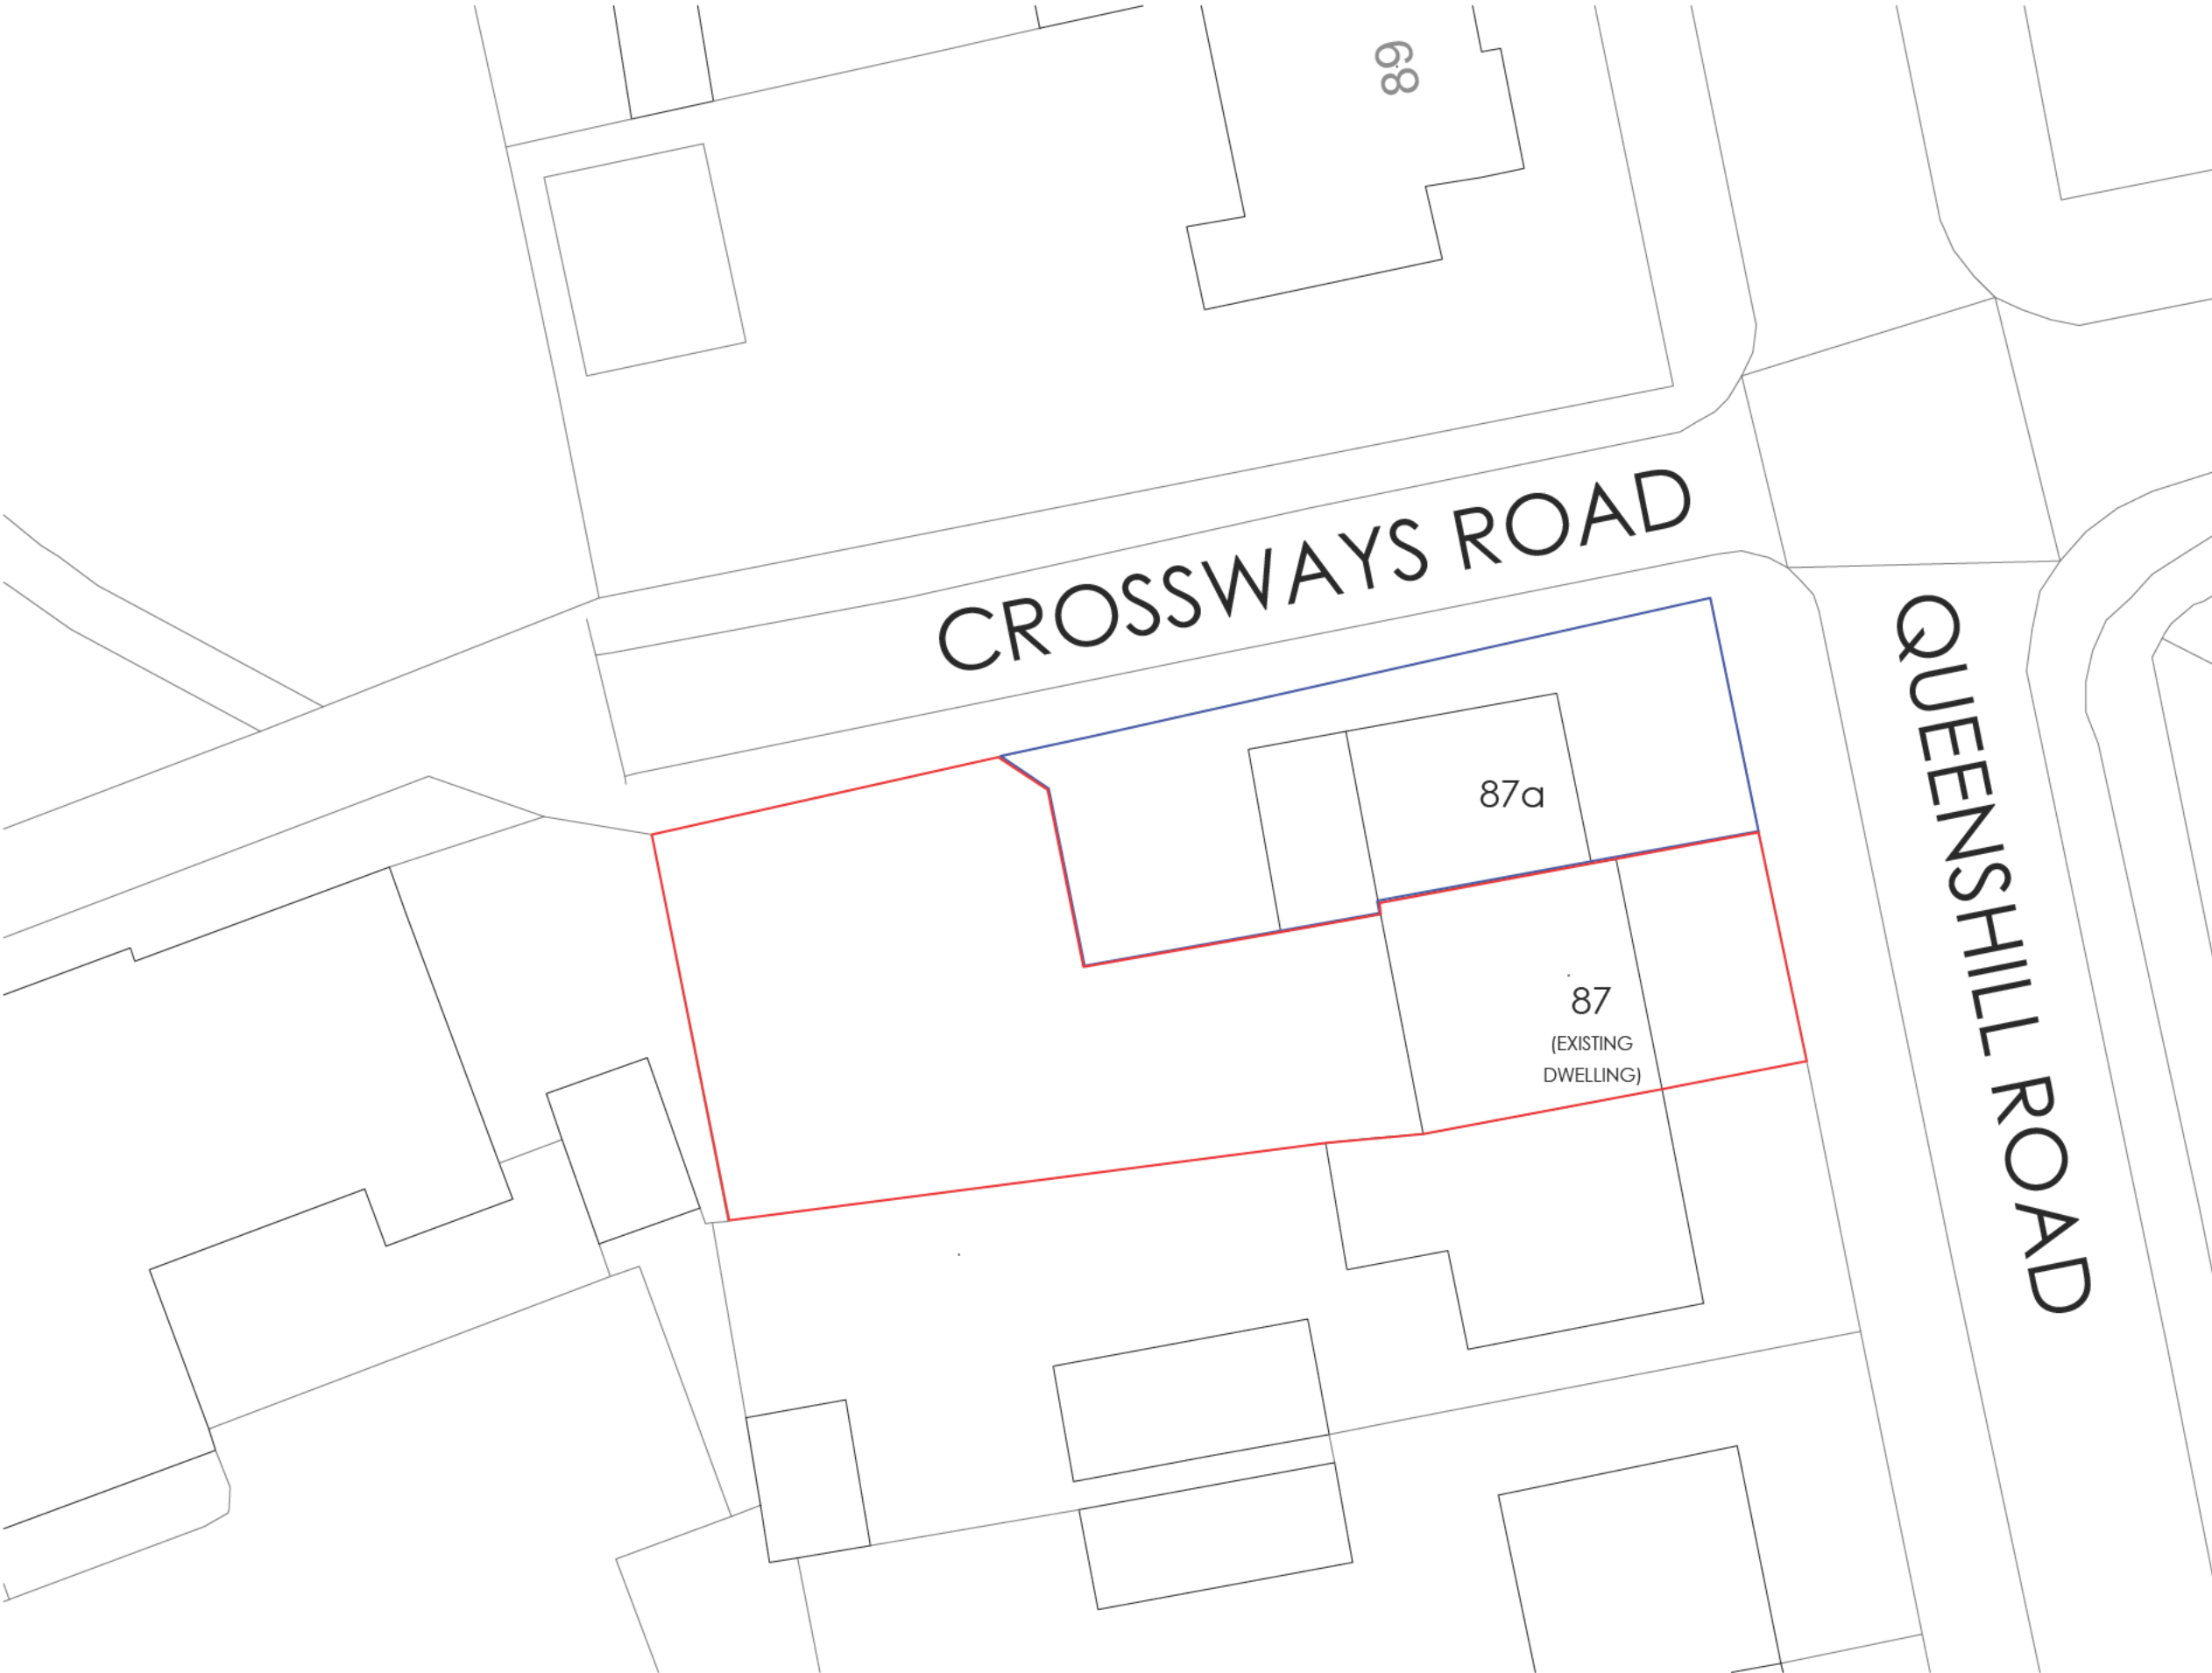 89
CROSSWAYS ROAD
QUEENSHILL ROAD
87a
87
(EXISTING
DWELLING)